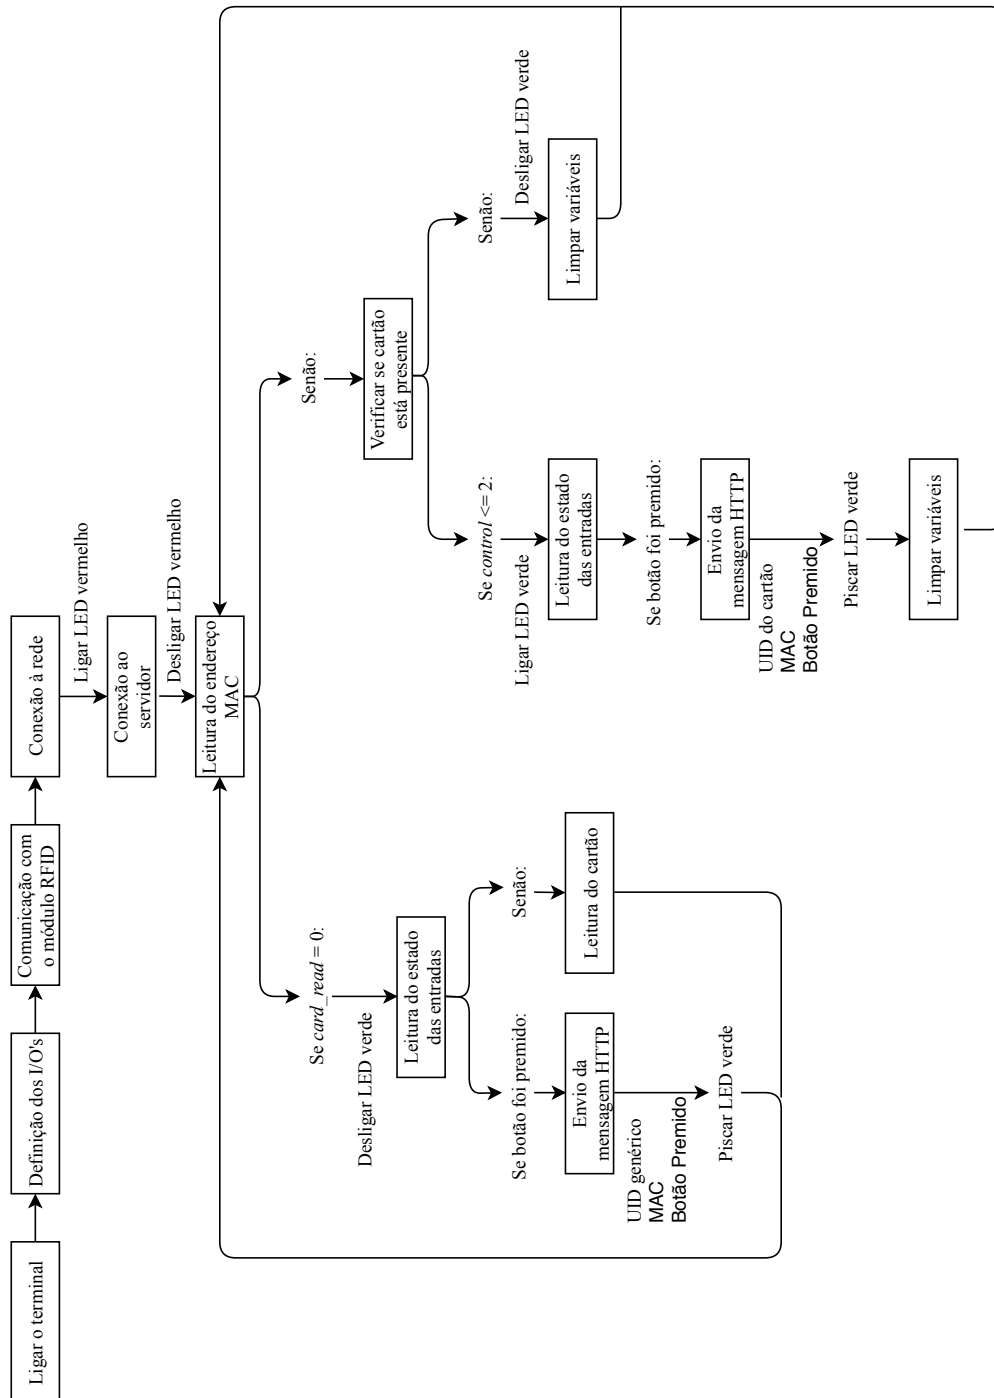 Ligar o terminal
Definição dos I/O's
Comunicação com
o módulo RFID
Conexão à rede
Ligar LED vermelho
Conexão ao
servidor
Desligar LED vermelho
Leitura do endereço
MAC
Se card_read = 0:
Desligar LED verde
Leitura do estado
das entradas
Se botão foi premido:
Envio da
mensagem HTTP
UID genérico
MAC
Botão Premido
Piscar LED verde
Senão:
Leitura do cartão
Senão:
Verificar se cartão
está presente
Se control <= 2:
Ligar LED verde
Leitura do estado
das entradas
Se botão foi premido:
Envio da
mensagem HTTP
UID do cartão
MAC
Botão Premido
Piscar LED verde
Limpar variáveis
Senão:
Desligar LED verde
Limpar variáveis